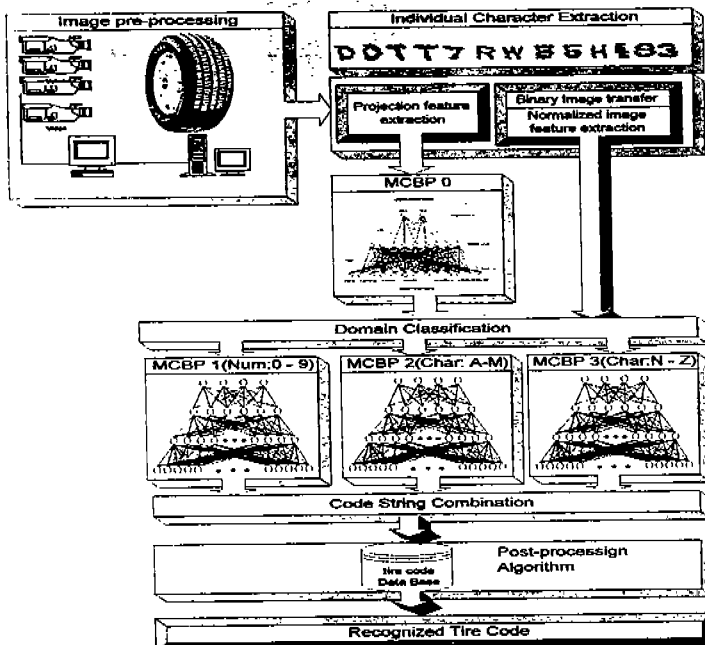 Image pre-processing
Individual Character Extraction
DOTT7RWB5HE83
Projection feature
extraction
Binary Image transfer
Normalized image
feature extraction
MCBP 0
Domain Classification
MCBP 1(Num:0 - 9)
MCBP 2(Char: A-M)
MCBP 3(Char:N - Z)
Code String Combination
Post-processign
Algorithm
tire code
Data Base
Recognized Tire Code